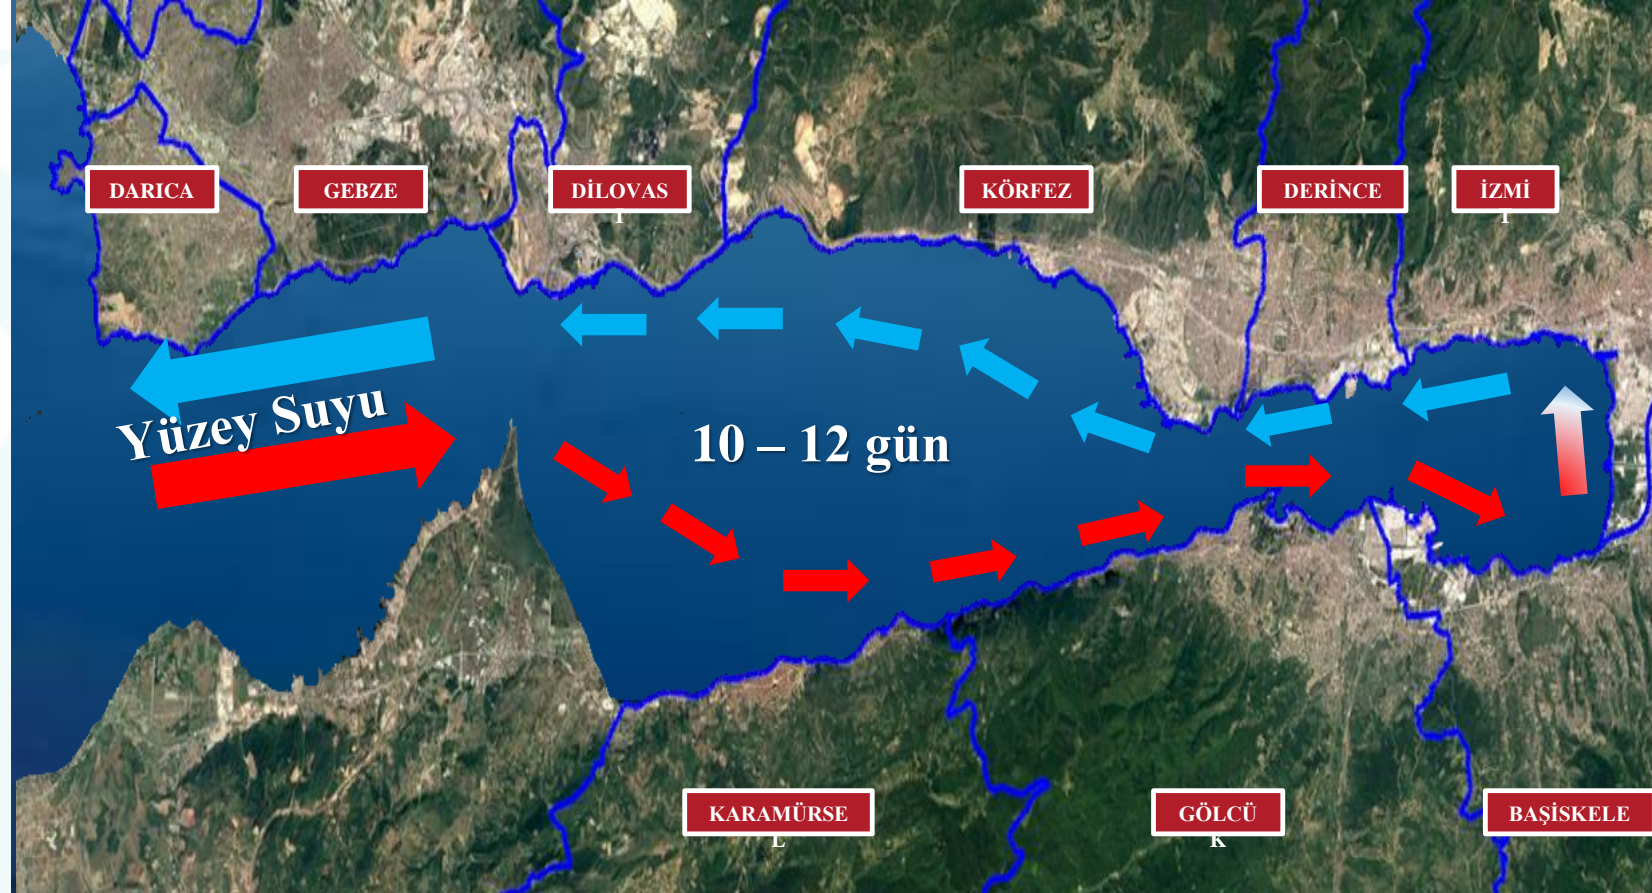 DARICA
GEBZE
DİLOVAS
I
KÖRFEZ
DERİNCE
İZMİ
T
Yüzey Suyu
10 – 12 gün
KARAMÜRSE
L
GÖLCÜ
K
BAŞİSKELE